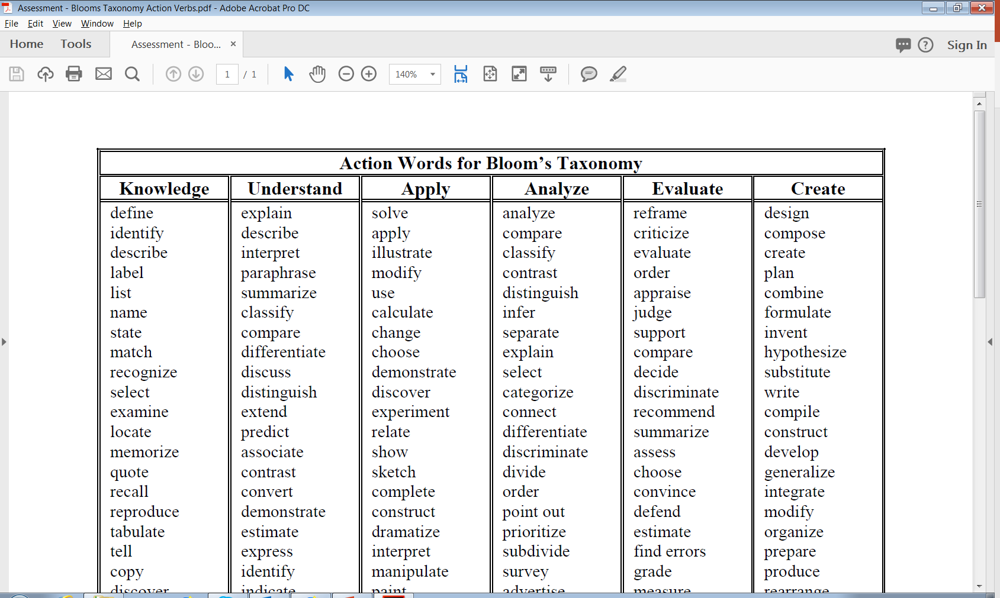 Assessment - Blooms Taxonomy Action Verbs.pdf - Adobe Acrobat Pro DC
File Edit View Window Help
Home Tools Assessment - Bloo... × Sign In
1 / 1 140%
Action Words for Bloom’s Taxonomy
Knowledge Understand Apply Analyze Evaluate Create
define explain solve analyze reframe design
identify describe apply compare criticize compose
describe interpret illustrate classify evaluate create
label paraphrase modify contrast order plan
list summarize use distinguish appraise combine
name classify calculate infer judge formulate
state compare change separate support invent
match differentiate choose explain compare hypothesize
recognize discuss demonstrate select decide substitute
select distinguish discover categorize discriminate write
examine extend experiment connect recommend compile
locate predict relate differentiate summarize construct
memorize associate show discriminate assess develop
quote contrast sketch divide choose generalize
recall convert complete order convince integrate
reproduce demonstrate construct point out defend modify
tabulate estimate dramatize prioritize estimate organize
tell express interpret subdivide find errors prepare
copy identify manipulate survey grade produce
discover indicate paint advertise measure rearrange